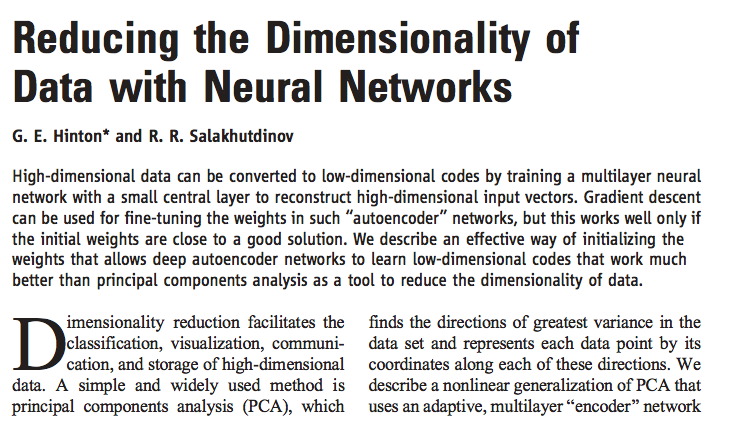 Reducing the Dimensionality of
Data with Neural Networks
G. E. Hinton* and R. R. Salakhutdinov
High-dimensional data can be converted to low-dimensional codes by training a multilayer neural
network with a small central layer to reconstruct high-dimensional input vectors. Gradient descent
can be used for fine-tuning the weights in such “autoencoder” networks, but this works well only if
the initial weights are close to a good solution. We describe an effective way of initializing the
weights that allows deep autoencoder networks to learn low-dimensional codes that work much
better than principal components analysis as a tool to reduce the dimensionality of data.
Dimensionality reduction facilitates the
classification, visualization, communi-
cation, and storage of high-dimensional
data. A simple and widely used method is
principal components analysis (PCA), which
finds the directions of greatest variance in the
data set and represents each data point by its
coordinates along each of these directions. We
describe a nonlinear generalization of PCA that
uses an adaptive, multilayer “encoder” network